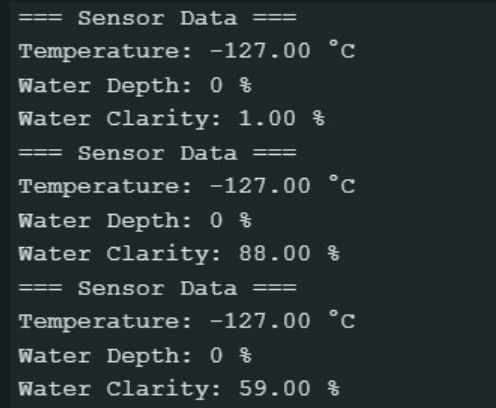 === Sensor Data ===
Temperature: -127.00 °C
Water Depth: 0 %
Water Clarity: 1.00 %
=== Sensor Data ===
Temperature: -127.00 °C
Water Depth: 0 %
Water Clarity: 88.00 %
=== Sensor Data ===
Temperature: -127.00 °C
Water Depth: 0 %
Water Clarity: 59.00 %